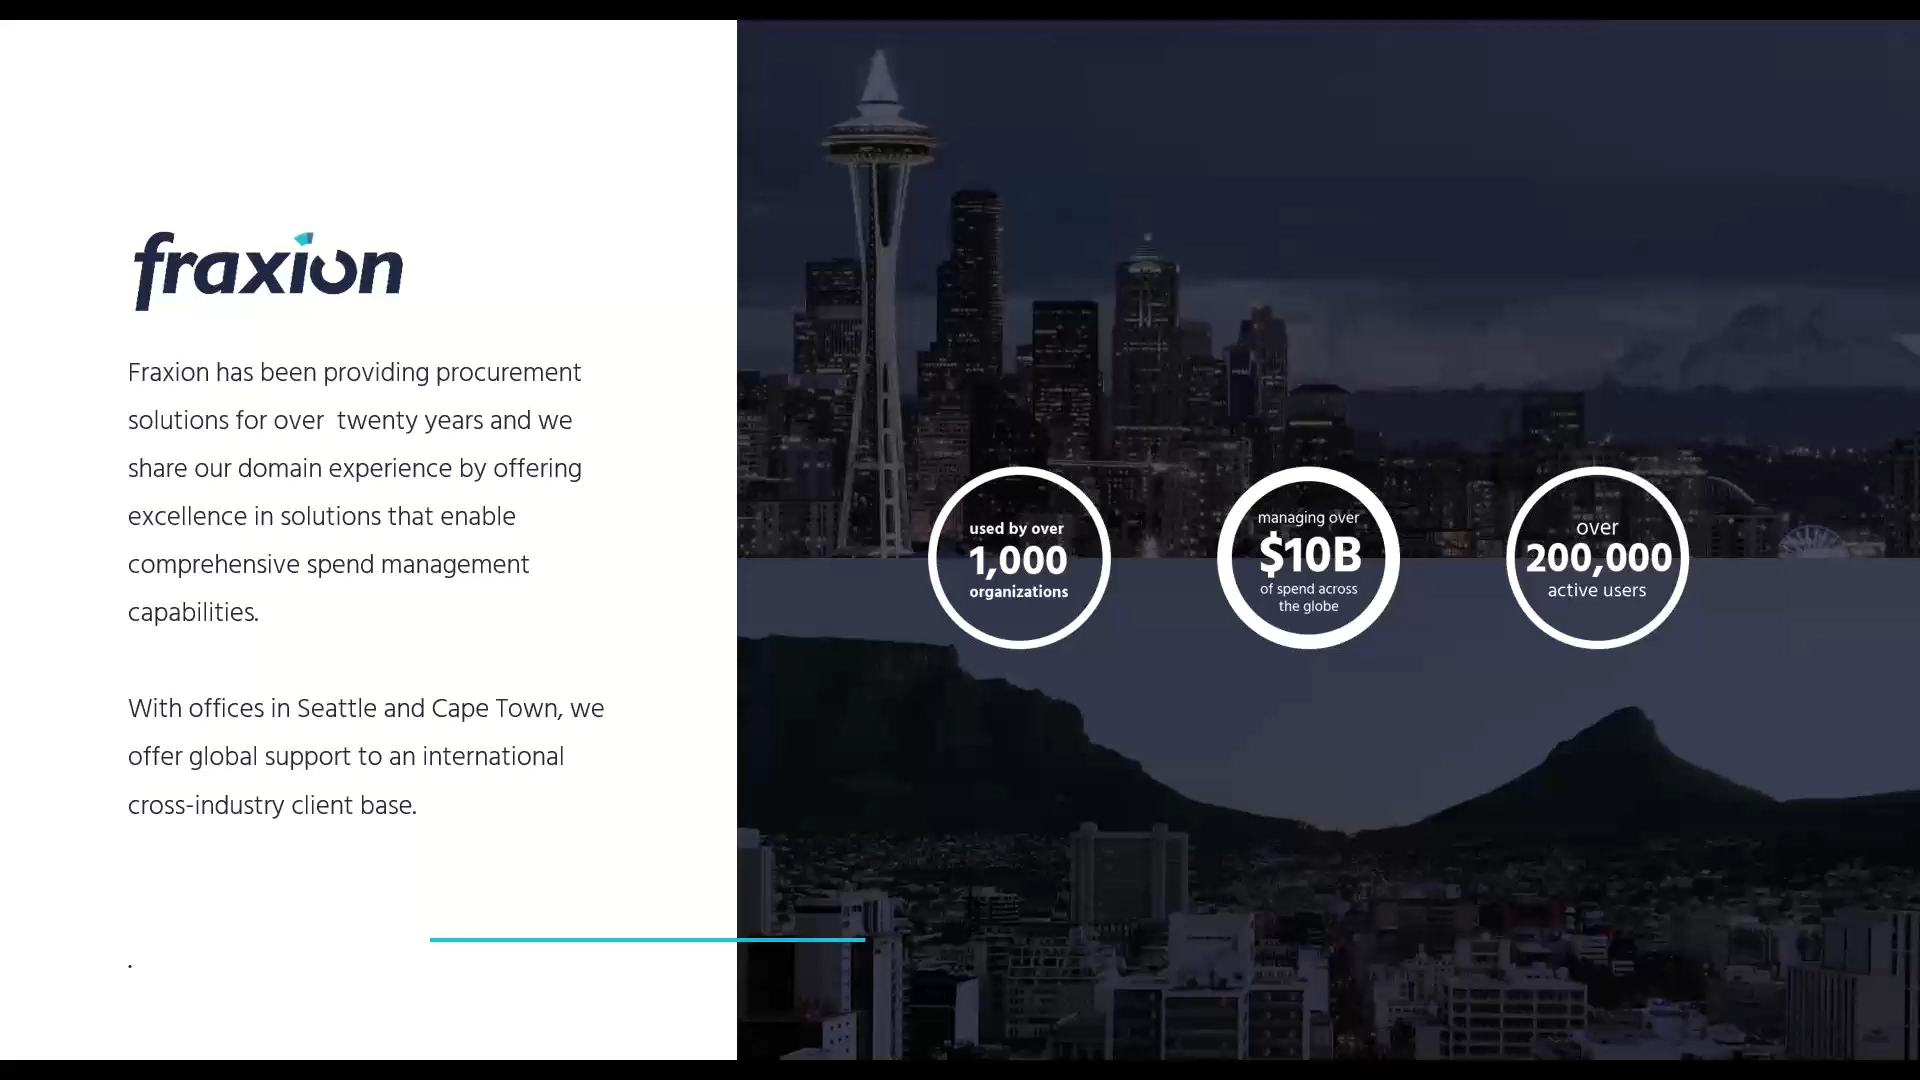 fraxion
Fraxion has been providing procurement
solutions for over twenty years and we
share our domain experience by offering
excellence in solutions that enable
comprehensive spend management
capabilities.
With offices in Seattle and Cape Town, we
offer global support to an international
cross-industry client base.
.
used by over
1,000
organizations
managing over
$10B
of spend across
the globe
over
200,000
active users